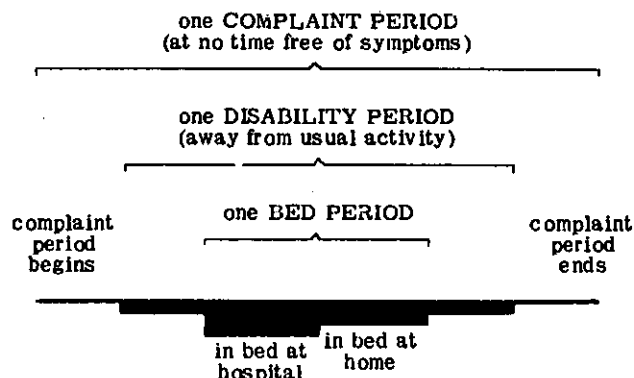 one COMPLAINT PERIOD
(at no time free of symptoms)
one DISABILITY PERIOD
(away from usual activity)
one BED PERIOD
complaint
period
begins
complaint
period
ends
in bed at
hospital
in bed at
home